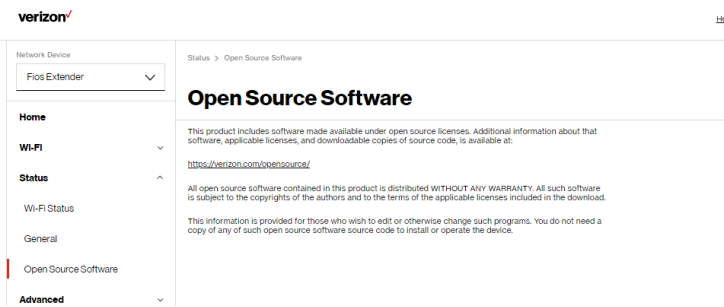 verizon
Network Device
Fios Extender
Home
Wi-Fi
Status
Wi-Fi Status
General
Open Source Software
Advanced
Status > Open Source Software
Open Source Software
This product includes software made available under open source licenses. Additional information about that
software, applicable licenses, and downloadable copies of source code, is available at:
https://verizon.com/opensource/
All open source software contained in this product is distributed WITHOUT ANY WARRANTY. All such software
is subject to the copyrights of the authors and to the terms of the applicable licenses included in the download.
This information is provided for those who wish to edit or otherwise change such programs. You do not need a
copy of any of such open source software source code to install or operate the device.